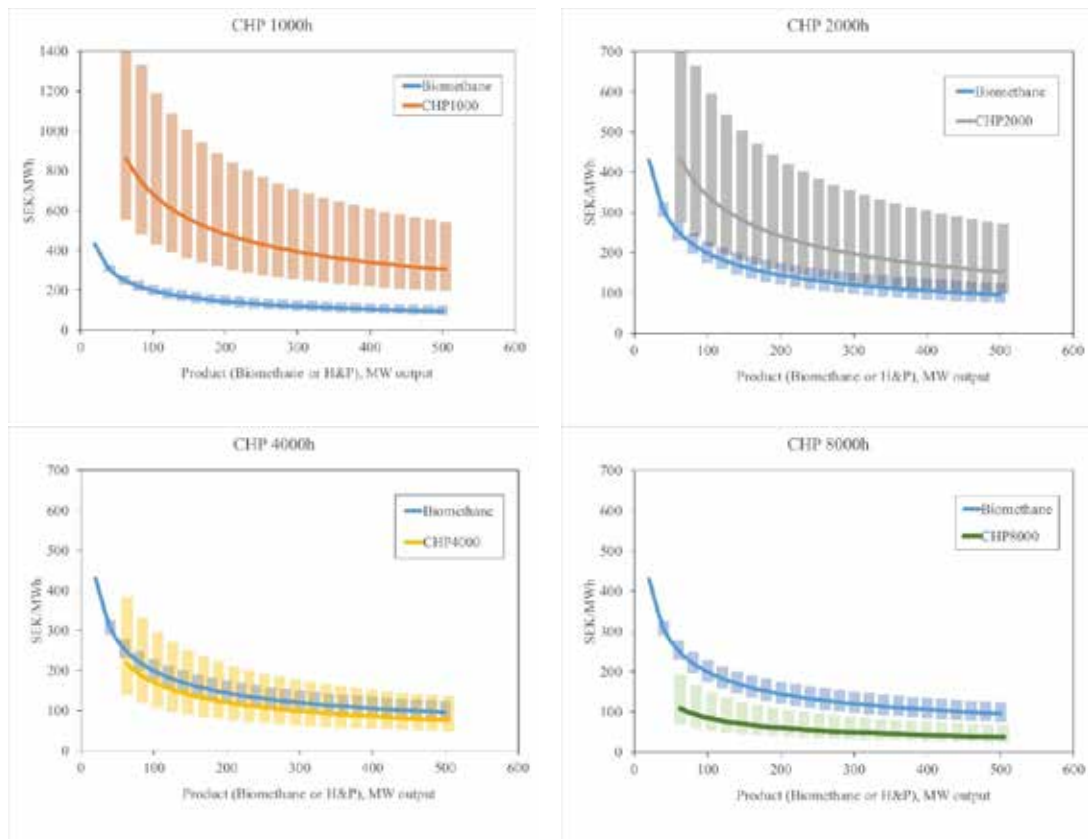 CHP 1000h
1400
1200
1000
800
600
400
200
0
SEK/MWh
Biomethane
CHP1000
0 100 200 300 400 500 600
Product (Biomethane or H&P), MW output
CHP 2000h
700
600
500
400
300
200
100
0
SEK/MWh
Biomethane
CHP2000
0 100 200 300 400 500 600
Product (Biomethane or H&P), MW output
CHP 4000h
700
600
500
400
300
200
100
0
SEK/MWh
Biomethane
CHP4000
0 100 200 300 400 500 600
Product (Biomethane or H&P), MW output
CHP 8000h
700
600
500
400
300
200
100
0
SEK/MWh
Biomethane
CHP8000
0 100 200 300 400 500 600
Product (Biomethane or H&P), MW output